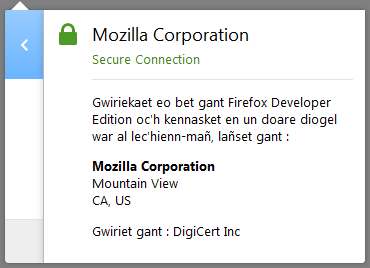 Mozilla Corporation
Secure Connection
Gwiriekaet eo bet gant Firefox Developer
Edition oc'h kennasket en un doare diogel
war al lec'hienn-mañ, lañset gant :
Mozilla Corporation
Mountain View
CA, US
Gwiriet gant : DigiCert Inc